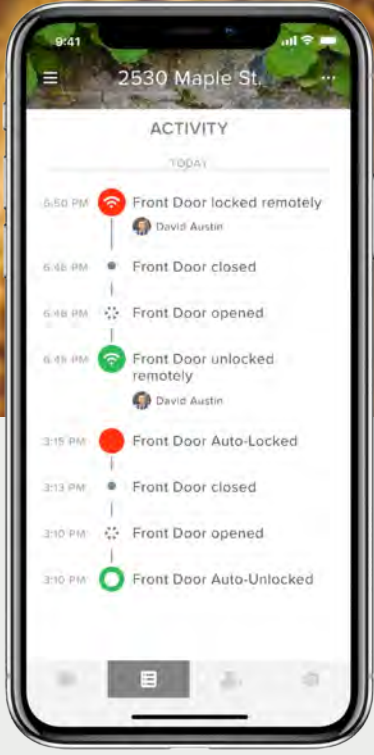 9:41
2530 Maple St.
ACTIVITY
TODAY
6:50 PM Front Door locked remotely
David Austin
6:48 PM Front Door closed
6:48 PM Front Door opened
6:45 PM Front Door unlocked
remotely
David Austin
3:15 PM Front Door Auto-Locked
3:13 PM Front Door closed
3:10 PM Front Door opened
3:10 PM Front Door Auto-Unlocked